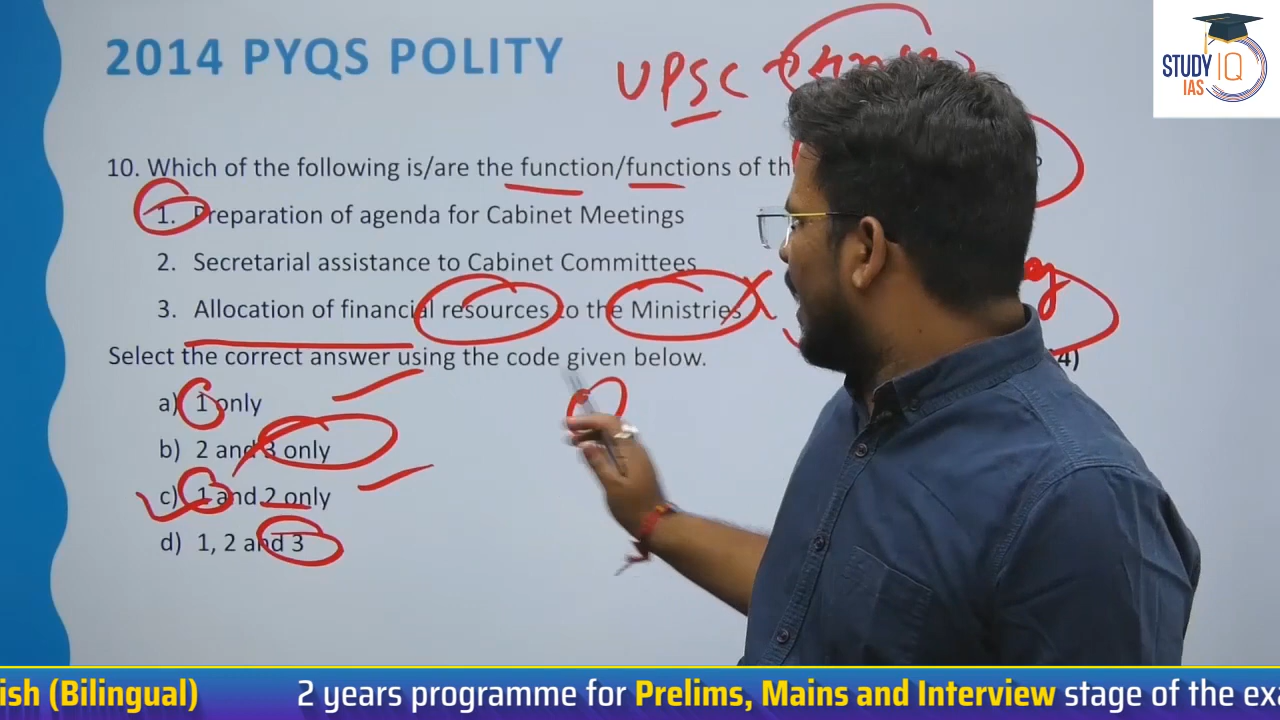 2014 PYQS POLITY
UPSC
STUDY IQ
IAS
10. Which of the following is/are the function/functions of th
1. Preparation of agenda for Cabinet Meetings
2. Secretarial assistance to Cabinet Committees
3. Allocation of financial resources to the Ministries
Select the correct answer using the code given below.
4)
a) 1 only
b) 2 and 3 only
c) 1 and 2 only
d) 1, 2 and 3
ish (Bilingual) 2 years programme for Prelims, Mains and Interview stage of the exa